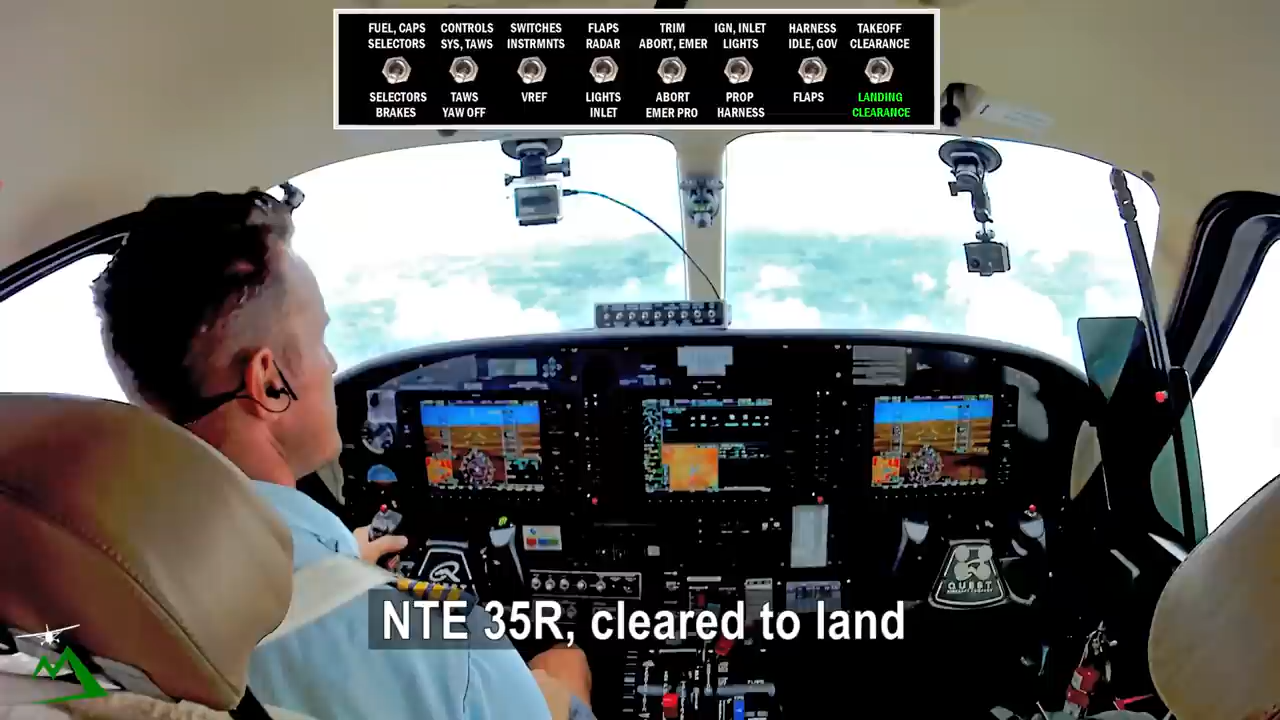 FUEL, CAPS
SELECTORS
CONTROLS
SYS, TAWS
SWITCHES
INSTRMNTS
FLAPS
RADAR
TRIM
ABORT, EMER
IGN, INLET
LIGHTS
HARNESS
IDLE, GOV
TAKEOFF
CLEARANCE
SELECTORS
BRAKES
TAWS
YAW OFF
VREF
LIGHTS
INLET
ABORT
EMER PRO
PROP
HARNESS
FLAPS
LANDING
CLEARANCE
QUEST
NTE 35R, cleared to land